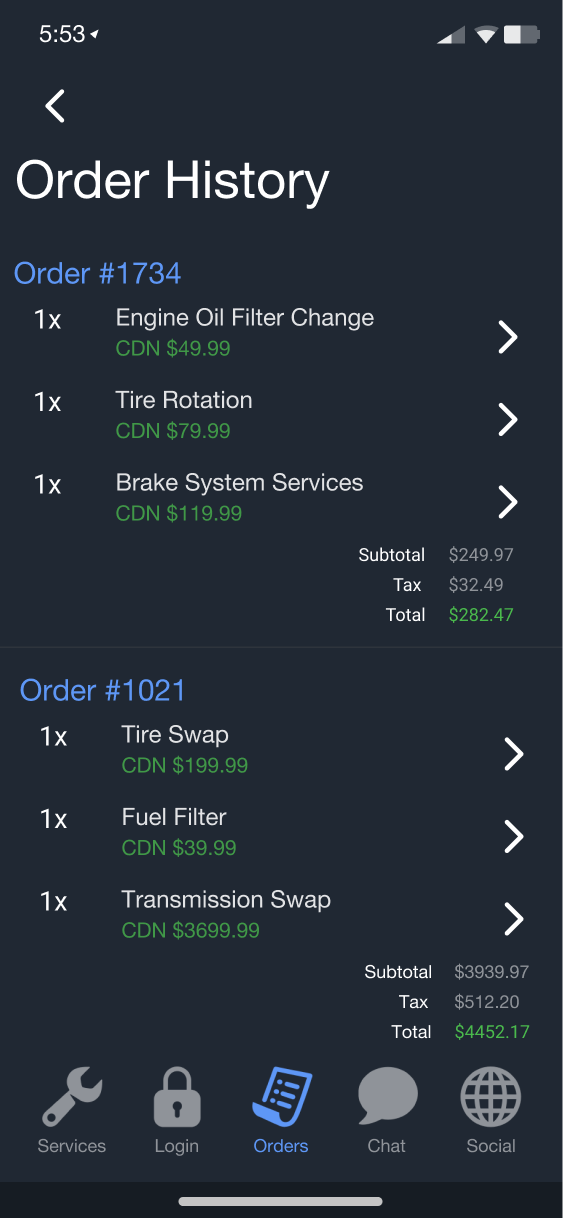 5:53
Order History
Order #1734
1x Engine Oil Filter Change
CDN $49.99
1x Tire Rotation
CDN $79.99
1x Brake System Services
CDN $119.99
Subtotal $249.97
Tax $32.49
Total $282.47
Order #1021
1x Tire Swap
CDN $199.99
1x Fuel Filter
CDN $39.99
1x Transmission Swap
CDN $3699.99
Subtotal $3939.97
Tax $512.20
Total $4452.17
Services Login Orders Chat Social